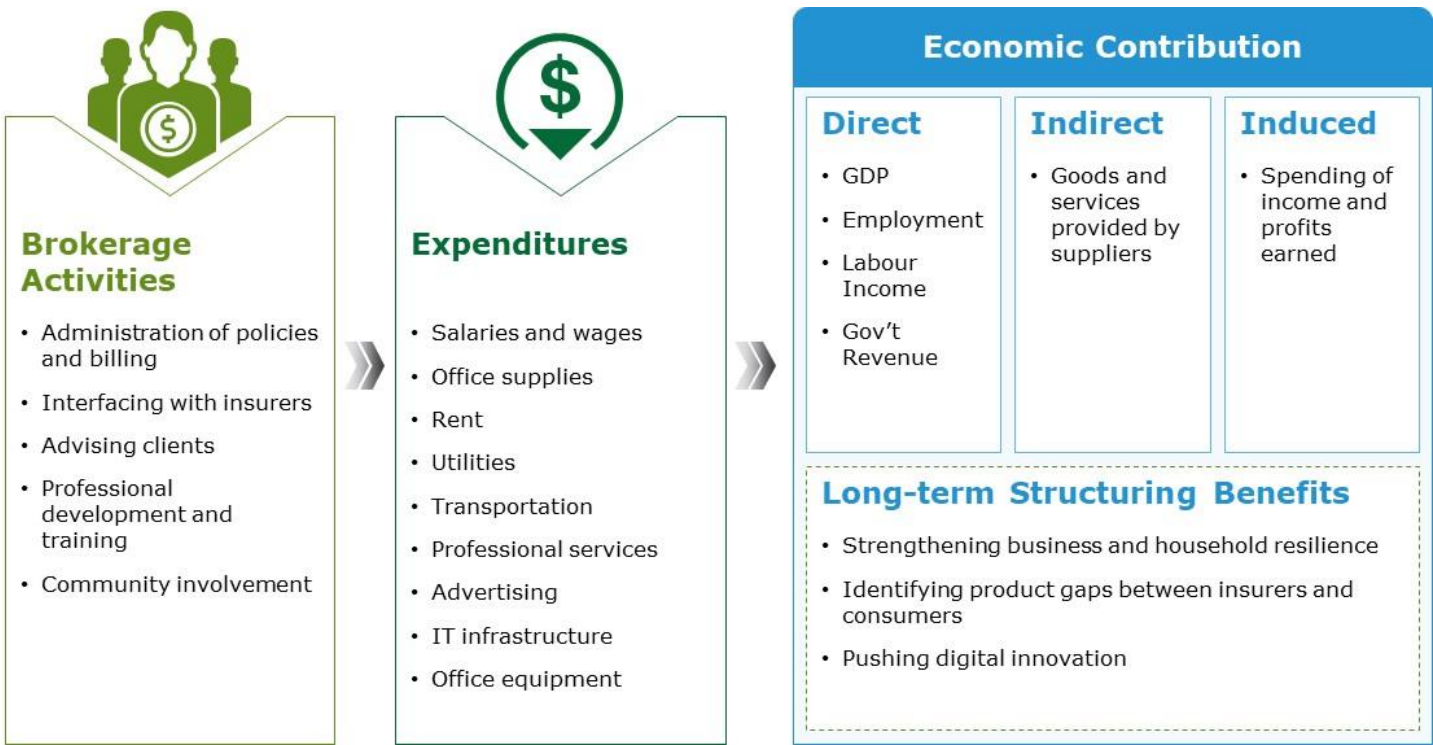 Brokerage
Activities
• Administration of policies
and billing
• Interfacing with insurers
• Advising clients
• Professional
development and
training
• Community involvement
Expenditures
• Salaries and wages
• Office supplies
• Rent
• Utilities
• Transportation
• Professional services
• Advertising
• IT infrastructure
• Office equipment
Economic Contribution
Direct
• GDP
• Employment
• Labour
Income
• Gov’t
Revenue
Indirect
• Goods and
services
provided by
suppliers
Induced
• Spending of
income and
profits
earned
Long-term Structuring Benefits
• Strengthening business and household resilience
• Identifying product gaps between insurers and
consumers
• Pushing digital innovation
$
$